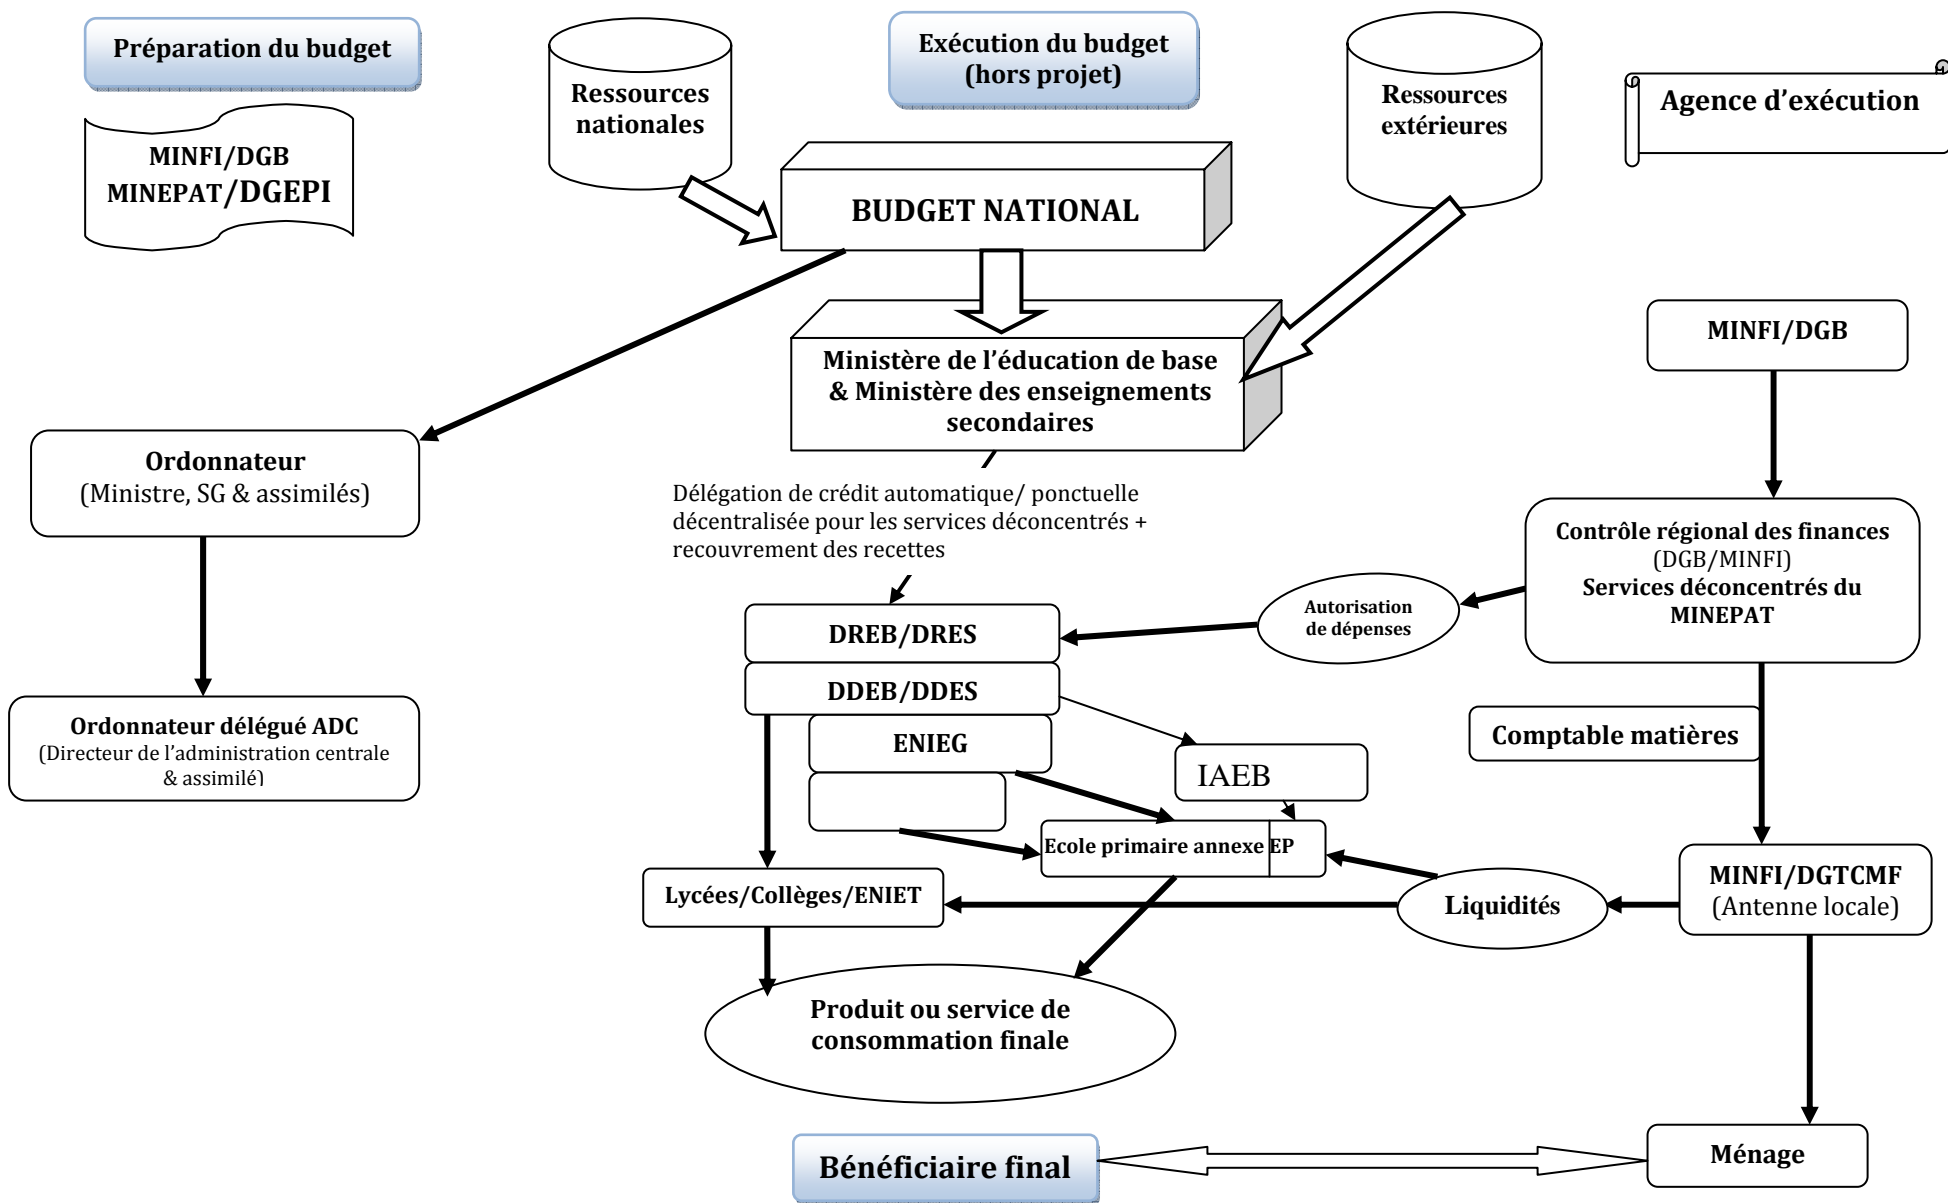 Préparation du budget
MINFI/DGB
MINEPAT/DGEPI
Ressources
nationales
Exécution du budget
(hors projet)
Ressources
extérieures
Agence d’exécution
BUDGET NATIONAL
Ministère de l’éducation de base
& Ministère des enseignements
secondaires
MINFI/DGB
Ordonnateur
(Ministre, SG & assimilés)
Délégation de crédit automatique/ ponctuelle
décentralisée pour les services déconcentrés +
recouvrement des recettes
Contrôle régional des finances
(DGB/MINFI)
Services déconcentrés du
MINEPAT
Autorisation
de dépenses
DREB/DRES
DDEB/DDES
Ordonnateur délégué ADC
(Directeur de l’administration centrale
& assimilé)
ENIEG
IAEB
Comptable matières
Ecole primaire annexe
EP
Lycées/Collèges/ENIET
Liquidités
MINFI/DGTCMF
(Antenne locale)
Produit ou service de
consommation finale
Bénéficiaire final
Ménage